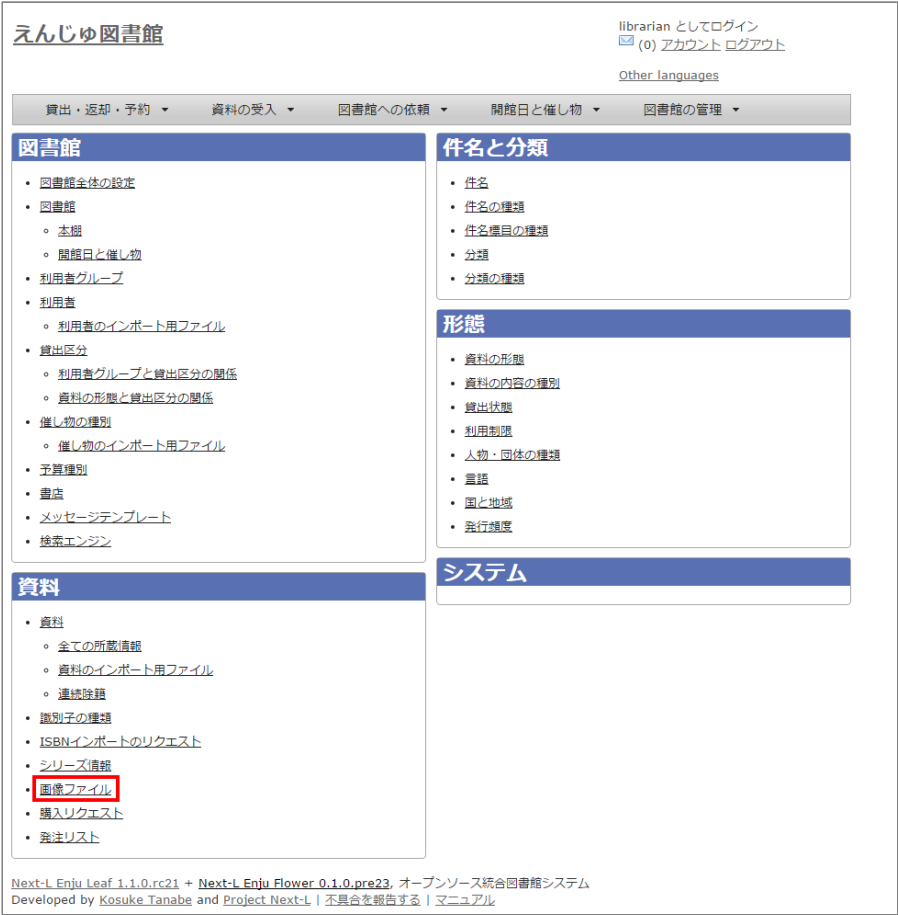 えんじゅ図書館
librarian としてログイン
(0) アカウント ログアウト
Other languages
貸出・返却・予約 ▼ 資料の受入 ▼ 図書館への依頼 ▼ 開館日と催し物 ▼ 図書館の管理 ▼
図書館
図書館全体の設定
図書館
本棚
開館日と催し物
利用者グループ
利用者
利用者のインポート用ファイル
貸出区分
利用者グループと貸出区分の関係
資料の形態と貸出区分の関係
催し物の種別
催し物のインポート用ファイル
予算種別
書店
メッセージテンプレート
検索エンジン
資料
資料
全ての所蔵情報
資料のインポート用ファイル
連続除籍
識別子の種類
ISBNインポートのリクエスト
シリーズ情報
画像ファイル
購入リクエスト
発注リスト
件名と分類
件名
件名の種類
件名標目の種類
分類
分類の種類
形態
資料の形態
資料の内容の種別
貸出状態
利用制限
人物・団体の種類
言語
国と地域
発行頻度
システム
Next-L Enju Leaf 1.1.0.rc21 + Next-L Enju Flower 0.1.0.pre23, オープンソース統合図書館システム
Developed by Kosuke Tanabe and Project Next-L | 不具合を報告する | マニュアル